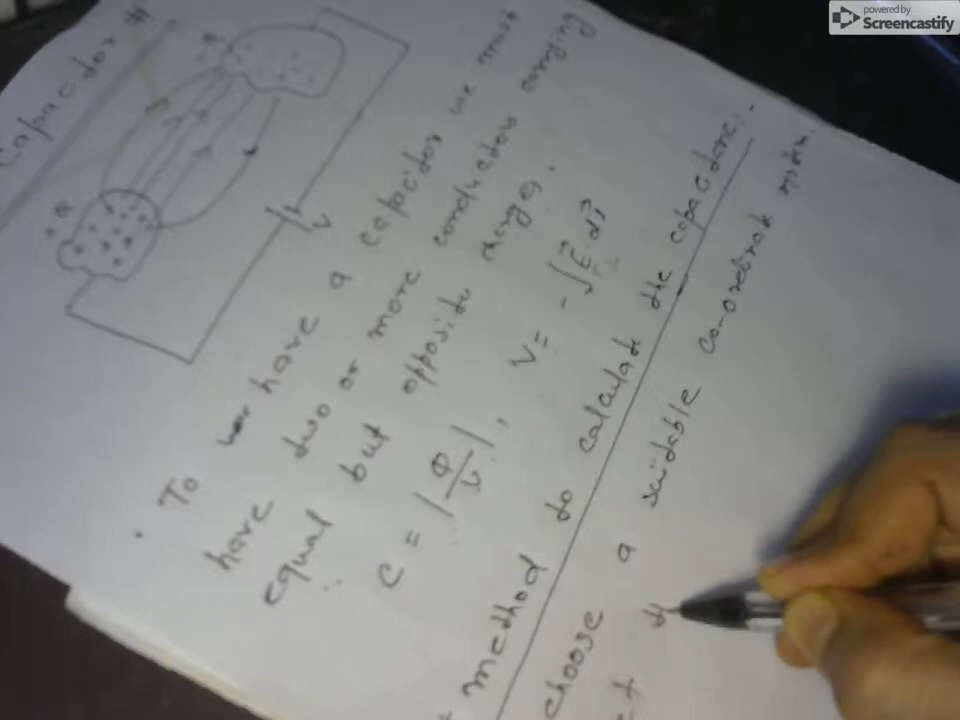 powered by
Screencastify
Capacitor #
+Q
-Q
V
• To have a capacitor we must
have two or more conductors carrying
equal but opposite charges.
C = |Q/V|, V = -∫E⃗.dl⃗
method to calculate the capacitance:-
choose a suitable co-ordinate